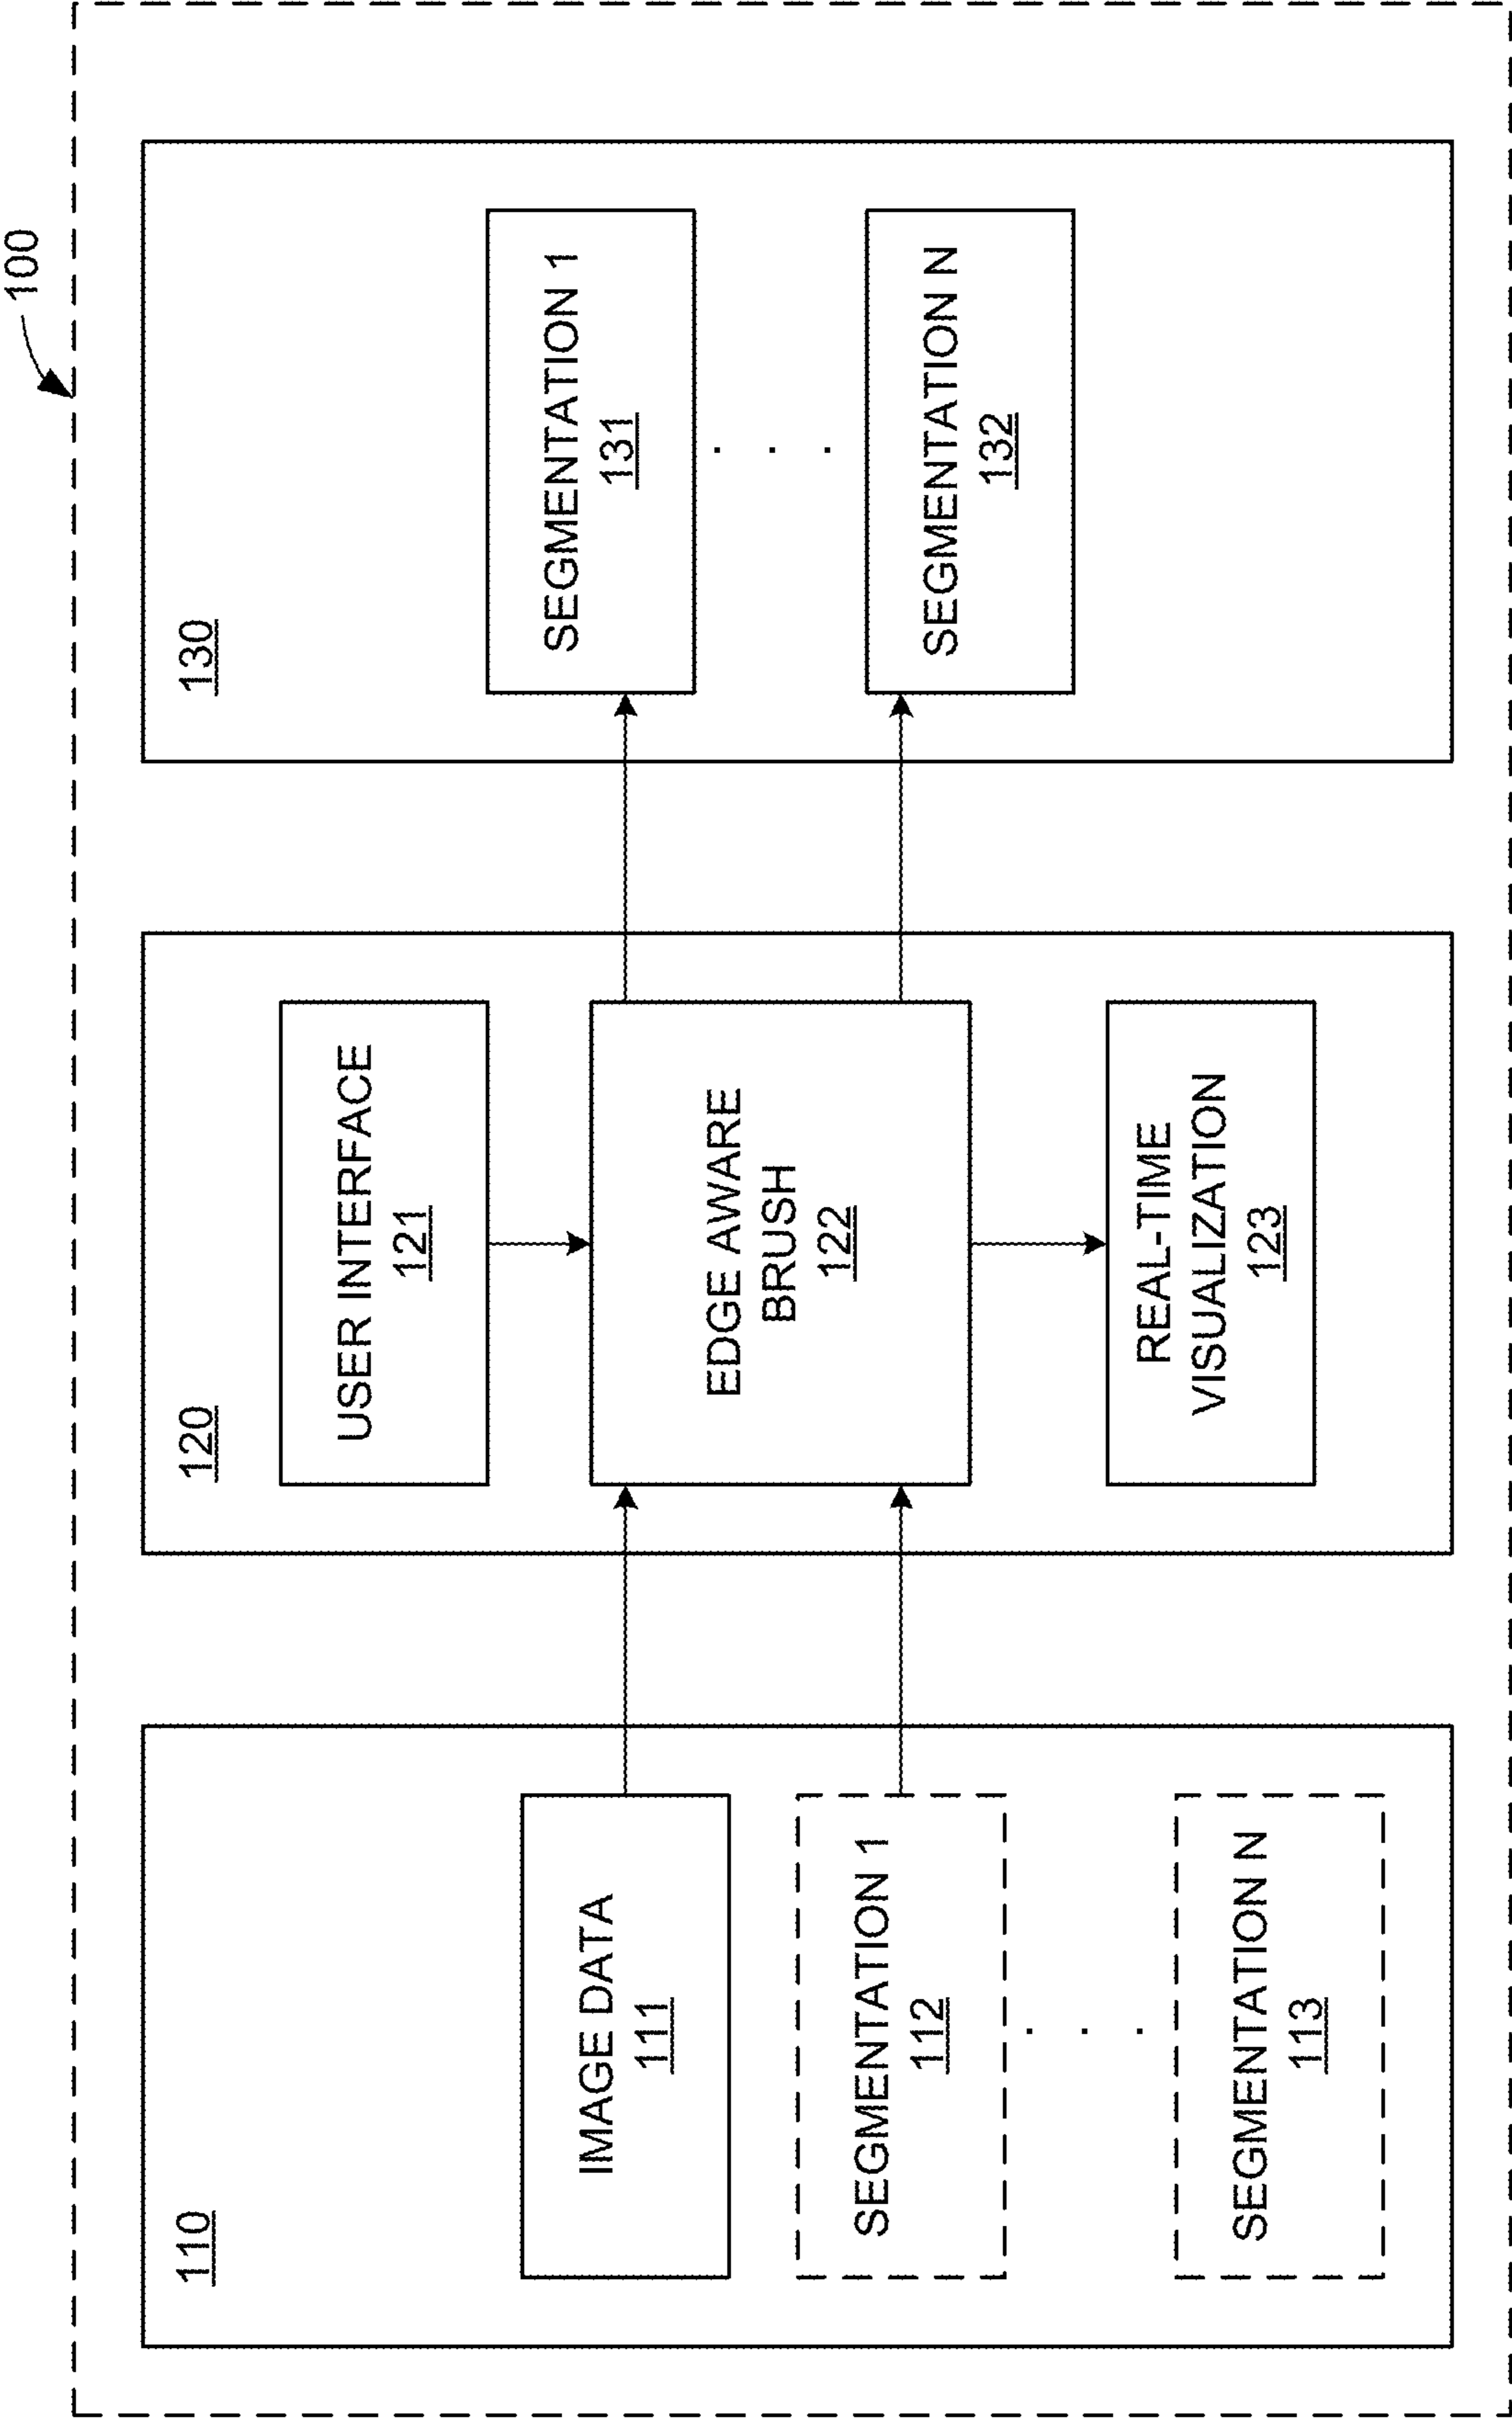 100
110
IMAGE DATA
111
SEGMENTATION 1
112
. . .
SEGMENTATION N
113
120
USER INTERFACE
121
EDGE AWARE
BRUSH
122
REAL-TIME
VISUALIZATION
123
130
SEGMENTATION 1
131
. . .
SEGMENTATION N
132